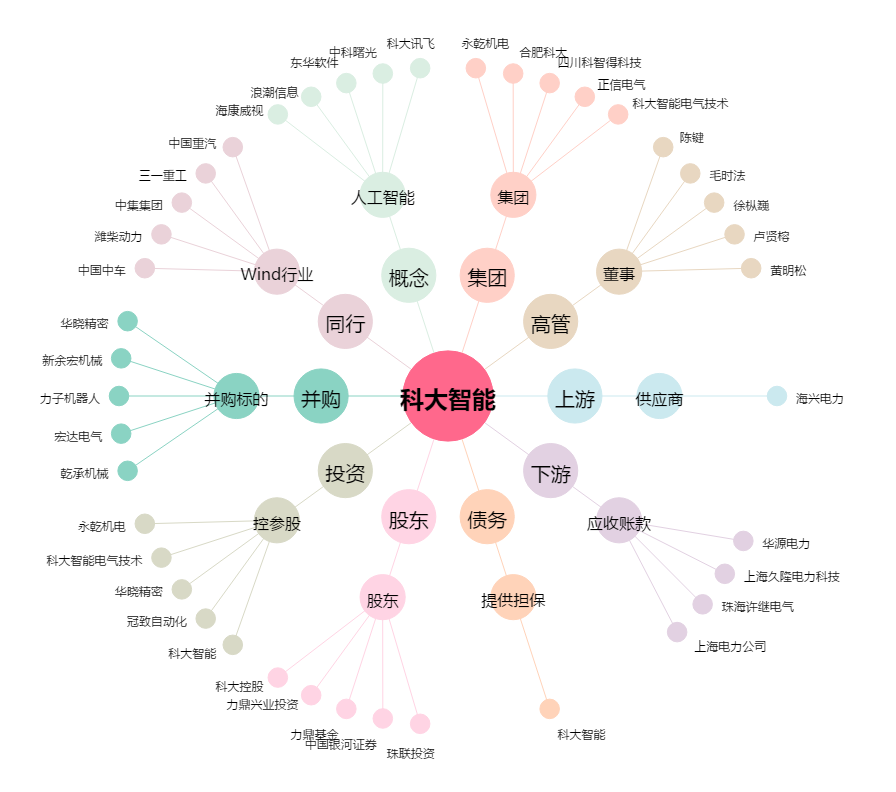 科大讯飞
永乾机电
中科曙光
合肥科大
东华软件
四川科智得科技
浪潮信息
正信电气
海康威视
科大智能电气技术
中国重汽
陈键
三一重工
毛时法
人工智能
集团
中集集团
徐枞巍
潍柴动力
卢贤榕
中国中车
Wind行业
概念
集团
董事
黄明松
华晓精密
同行
高管
新余宏机械
力子机器人
并购标的
并购
科大智能
上游
供应商
海兴电力
宏达电气
乾承机械
投资
下游
永乾机电
控参股
股东
债务
应收账款
华源电力
科大智能电气技术
上海久隆电力科技
华晓精密
股东
提供担保
珠海许继电气
冠致自动化
科大智能
上海电力公司
科大控股
力鼎兴业投资
力鼎基金
科大智能
中国银河证券
珠联投资